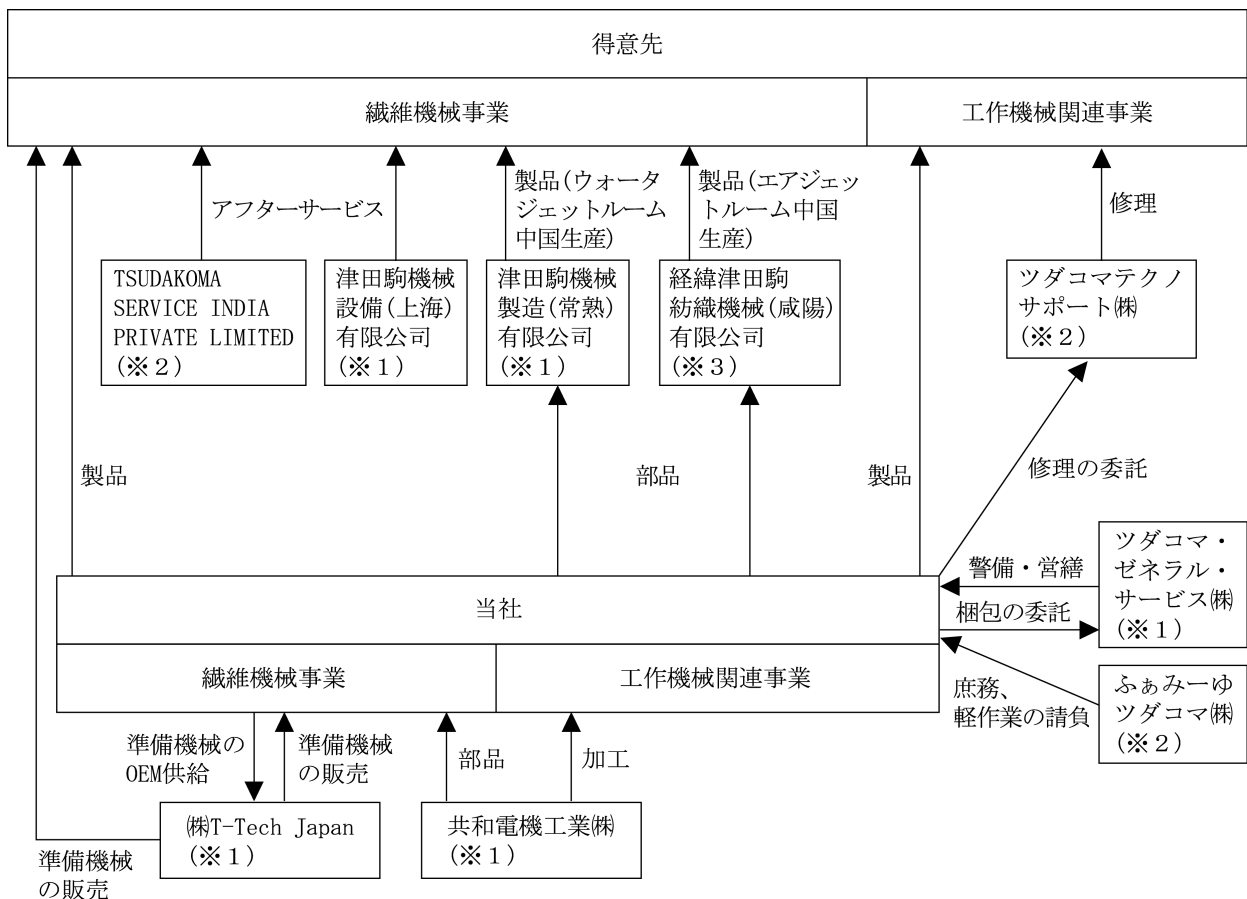 得意先
繊維機械事業
工作機械関連事業
アフターサービス
製品(ウォータ
ジェットルーム
中国生産)
製品(エアジェッ
トルーム中国
生産)
修理
TSUDAKOMA
SERVICE INDIA
PRIVATE LIMITED
(※2)
津田駒機械
設備(上海)
有限公司
(※1)
津田駒機械
製造(常熟)
有限公司
(※1)
経緯津田駒
紡織機械(咸陽)
有限公司
(※3)
ツダコマテクノ
サポート㈱
(※2)
製品
部品
製品
修理の委託
ツダコマ・
ゼネラル・
サービス㈱
(※1)
警備・営繕
梱包の委託
当社
繊維機械事業
工作機械関連事業
庶務、
軽作業の請負
ふぁみーゆ
ツダコマ㈱
(※2)
準備機械の
OEM供給
準備機械
の販売
部品
加工
㈱T-Tech Japan
(※1)
共和電機工業㈱
(※1)
準備機械
の販売